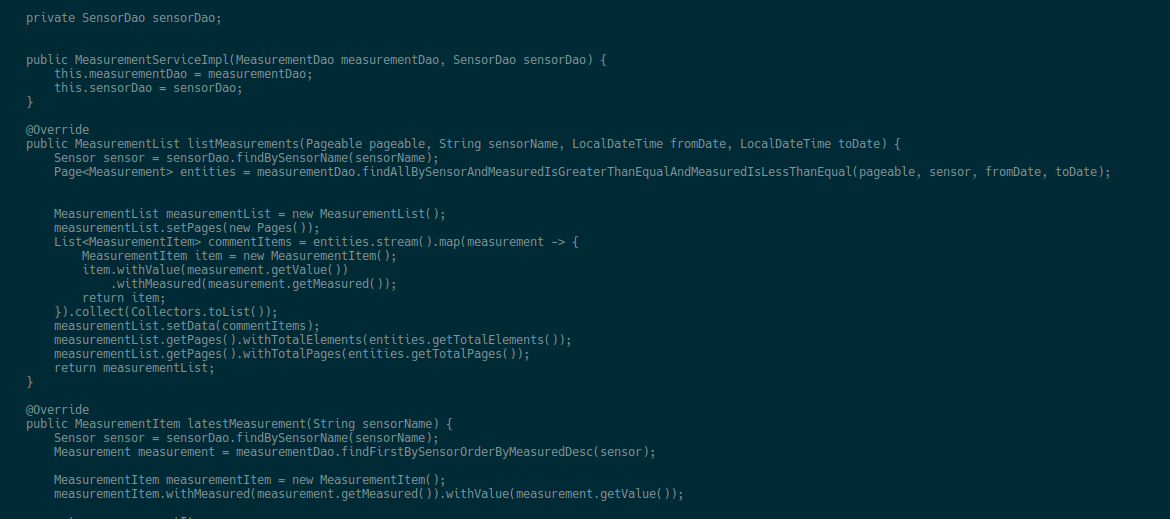 private SensorDao sensorDao;
public MeasurementServiceImpl(MeasurementDao measurementDao, SensorDao sensorDao) {
this.measurementDao = measurementDao;
this.sensorDao = sensorDao;
}
@Override
public MeasurementList listMeasurements(Pageable pageable, String sensorName, LocalDateTime fromDate, LocalDateTime toDate) {
Sensor sensor = sensorDao.findBySensorName(sensorName);
Page<Measurement> entities = measurementDao.findAllBySensorAndMeasuredIsGreaterThanEqualAndMeasuredIsLessThanEqual(pageable, sensor, fromDate, toDate);
MeasurementList measurementList = new MeasurementList();
measurementList.setPages(new Pages());
List<MeasurementItem> commentItems = entities.stream().map(measurement -> {
MeasurementItem item = new MeasurementItem();
item.withValue(measurement.getValue())
.withMeasured(measurement.getMeasured());
return item;
}).collect(Collectors.toList());
measurementList.setData(commentItems);
measurementList.getPages().withTotalElements(entities.getTotalElements());
measurementList.getPages().withTotalPages(entities.getTotalPages());
return measurementList;
}
@Override
public MeasurementItem latestMeasurement(String sensorName) {
Sensor sensor = sensorDao.findBySensorName(sensorName);
Measurement measurement = measurementDao.findFirstBySensorOrderByMeasuredDesc(sensor);
MeasurementItem measurementItem = new MeasurementItem();
measurementItem.withMeasured(measurement.getMeasured()).withValue(measurement.getValue());